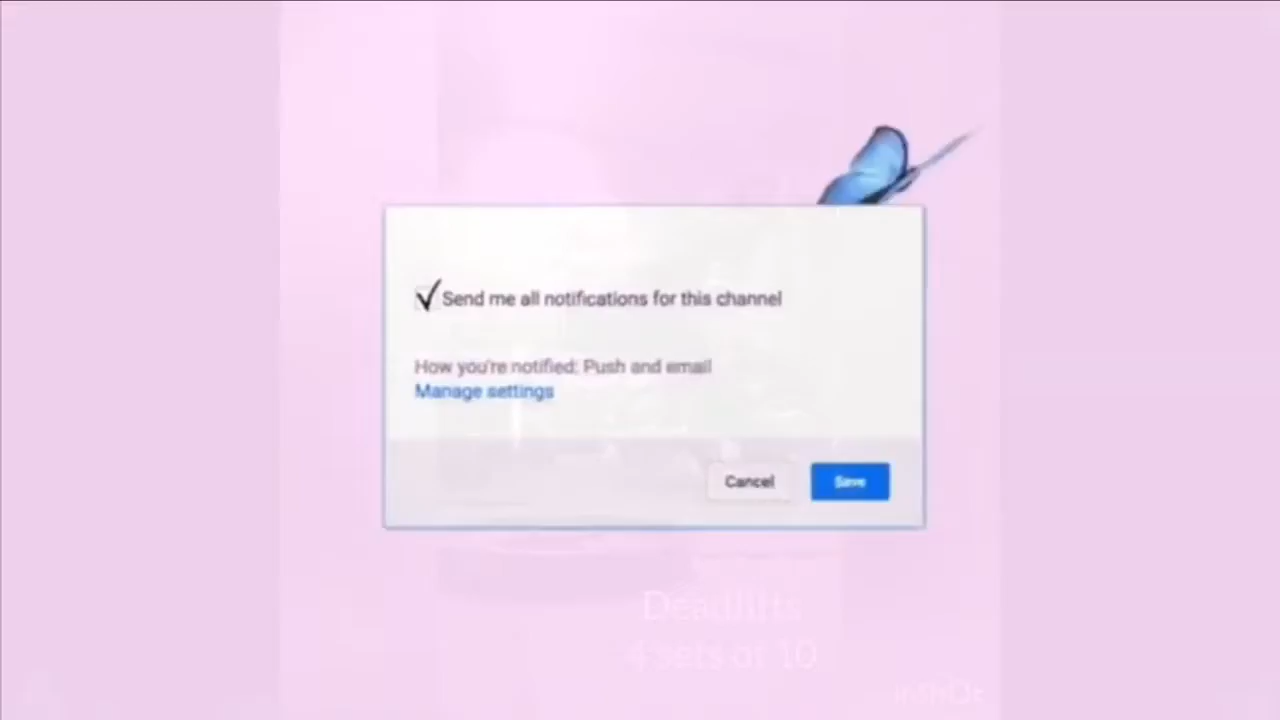 Send me all notifications for this channel
How you're notified: Push and email
Manage settings
Cancel
Save
Deadlifts
4 sets of 10